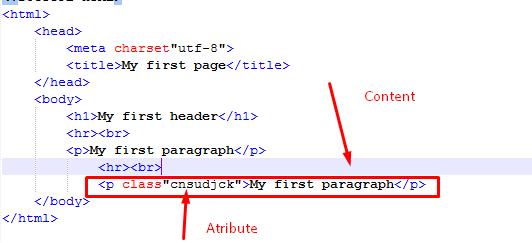 <html>
<head>
<meta charset"utf-8">
<title>My first page</title>
</head>
<body>
<h1>My first header</h1>
<hr><br>
<p>My first paragraph</p>
<hr><br>
<p class"cnsudjck">My first paragraph</p>
</body>
</html>
Content
Atribute